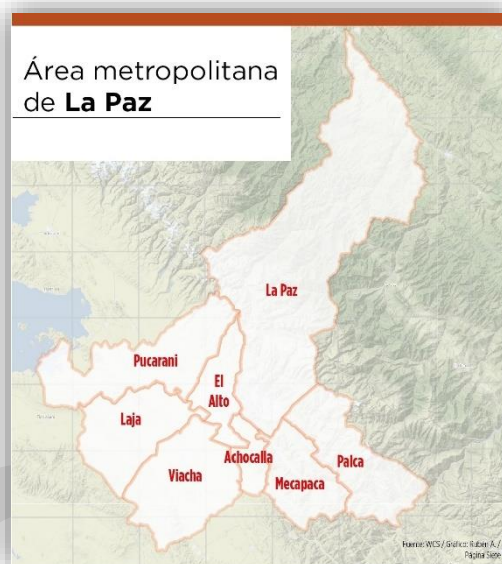 Área metropolitana
de La Paz
La Paz
Pucarani
El
Alto
Laja
Achocalla
Viacha
Palca
Mecapaca
Fuente: WCS / Gráfico: Rubén A. /
Página Siete